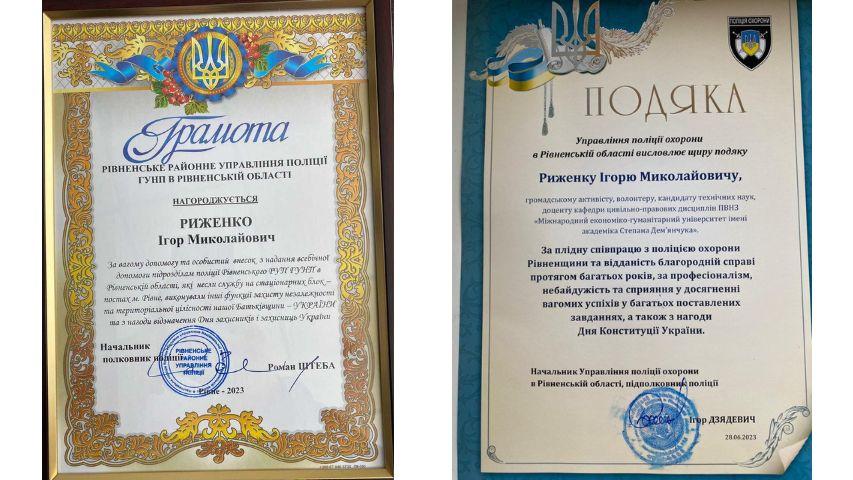 Грамота
РІВНЕНСЬКЕ РАЙОННЕ УПРАВЛІННЯ ПОЛІЦІЇ
ГУНП В РІВНЕНСЬКІЙ ОБЛАСТІ
НАГОРОДЖУЄТЬСЯ
РИЖЕНКО
Ігор Миколайович
За вагому допомогу та особистий внесок з надання всебічної
допомоги підрозділам поліції Рівненського РУП ГУНП в
Рівненській області, які несли службу на стаціонарних блок –
постах м. Рівне, виконували інші функції захисту незалежності
та територіальної цілісності нашої Батьківщини – УКРАЇНИ
та з нагоди відзначення Дня захисників і захисниць України
Начальник
полковник поліції
РІВНЕНСЬКЕ
РАЙОННЕ
УПРАВЛІННЯ
ПОЛІЦІЇ
Роман ШТЕБА
Рівне - 2023
ПОЛІЦІЯ ОХОРОНИ
ПОДЯКА
Управління поліції охорони
в Рівненській області висловлює щиру подяку
Риженку Ігорю Миколайовичу,
громадському активісту, волонтеру, кандидату технічних наук,
доценту кафедри цивільно-правових дисциплін ПВНЗ
«Міжнародний економіко-гуманітарний університет імені
академіка Степана Дем'янчука».
За плідну співпрацю з поліцією охорони
Рівненщини та відданість благородній справі
протягом багатьох років, за професіоналізм,
небайдужість та сприяння у досягненні
вагомих успіхів у багатьох поставлених
завданнях, а також з нагоди
Дня Конституції України.
Начальник Управління поліції охорони
в Рівненській області, підполковник поліції
Ігор ДЗЯДЕВИЧ
28.06.2023